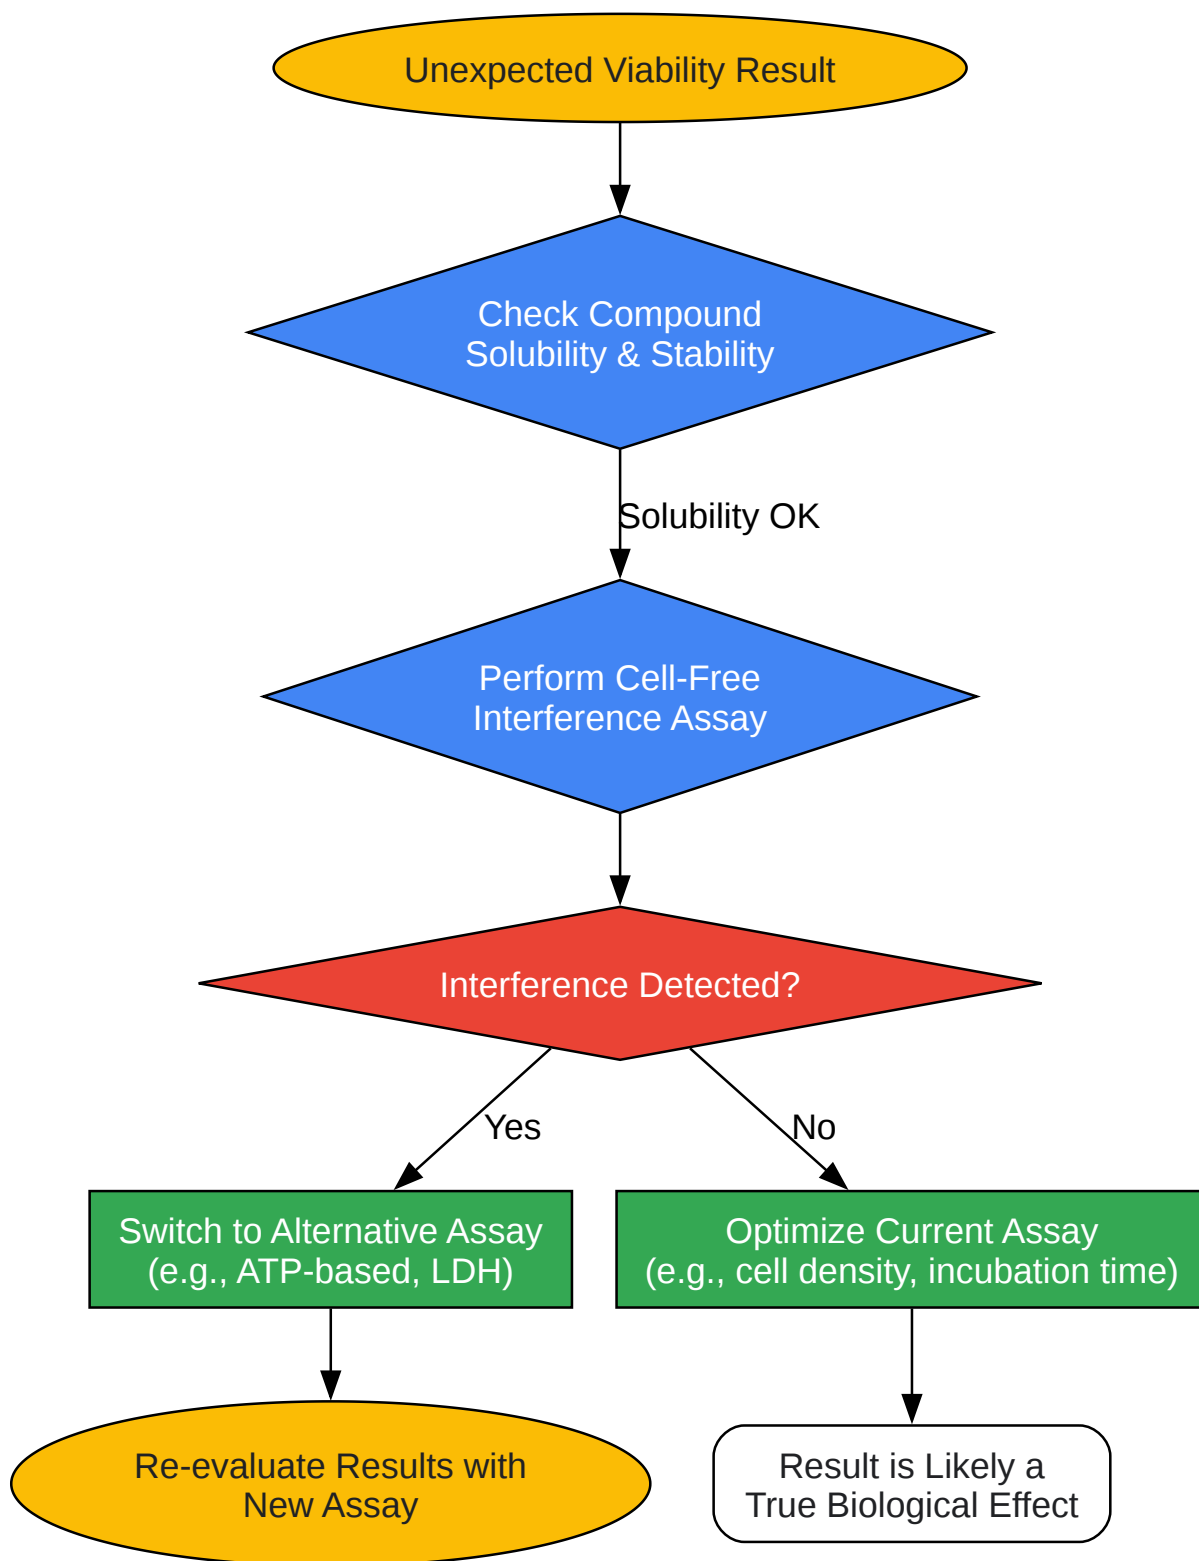 Unexpected Viability Result
Check Compound
Solubility & Stability
Solubility OK
Perform Cell-Free
Interference Assay
Interference Detected?
Yes
No
Switch to Alternative Assay
(e.g., ATP-based, LDH)
Optimize Current Assay
(e.g., cell density, incubation time)
Re-evaluate Results with
New Assay
Result is Likely a
True Biological Effect